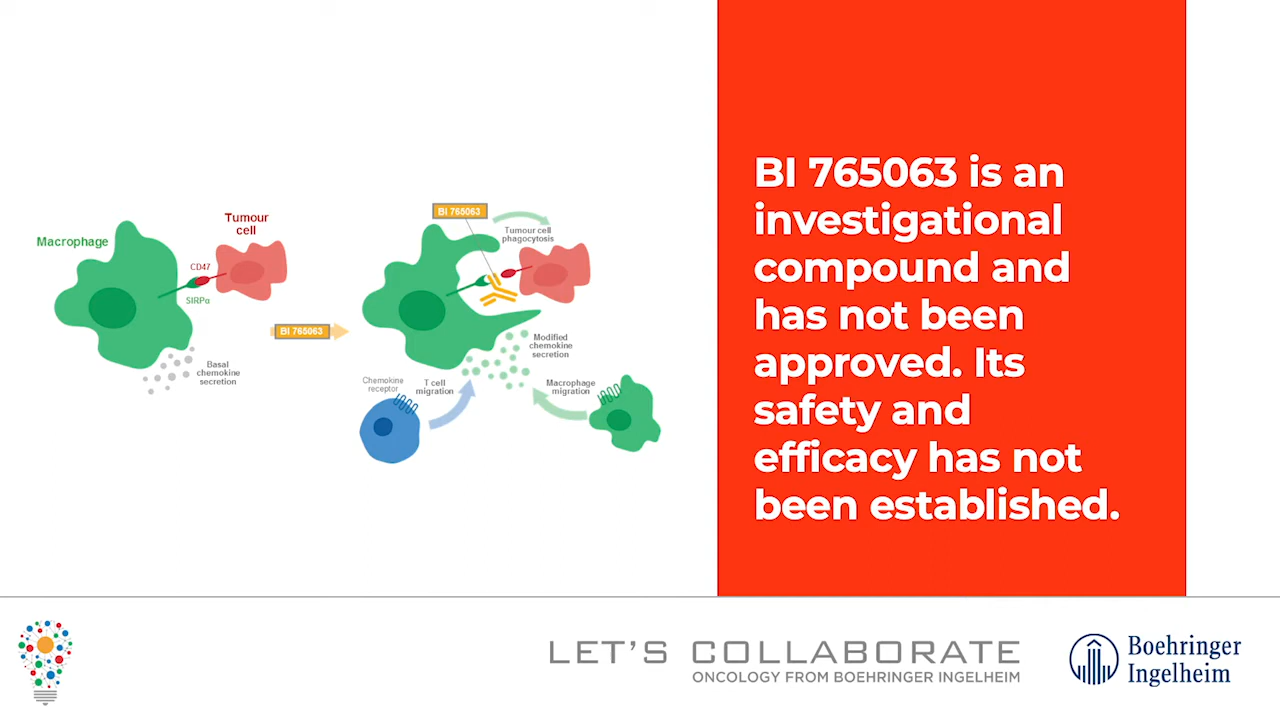 Macrophage
Tumour
cell
CD47
SIRPα
Basal
chemokine
secretion
BI 765063
BI 765063
Tumour cell
phagocytosis
Modified
chemokine
secretion
Chemokine
receptor
T cell
migration
Macrophage
migration
BI 765063 is an
investigational
compound and
has not been
approved. Its
safety and
efficacy has not
been established.
LET'S COLLABORATE
ONCOLOGY FROM BOEHRINGER INGELHEIM
Boehringer
Ingelheim